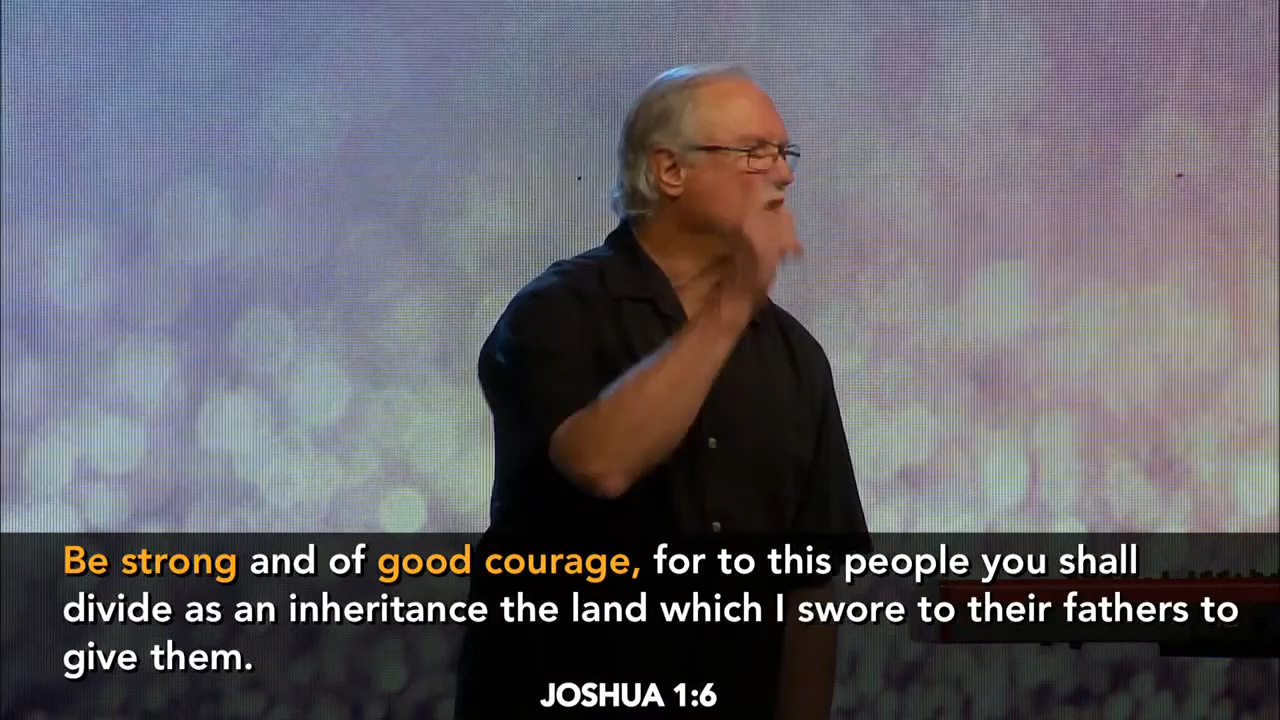 Be strong and of good courage, for to this people you shall
divide as an inheritance the land which I swore to their fathers to
give them.
JOSHUA 1:6